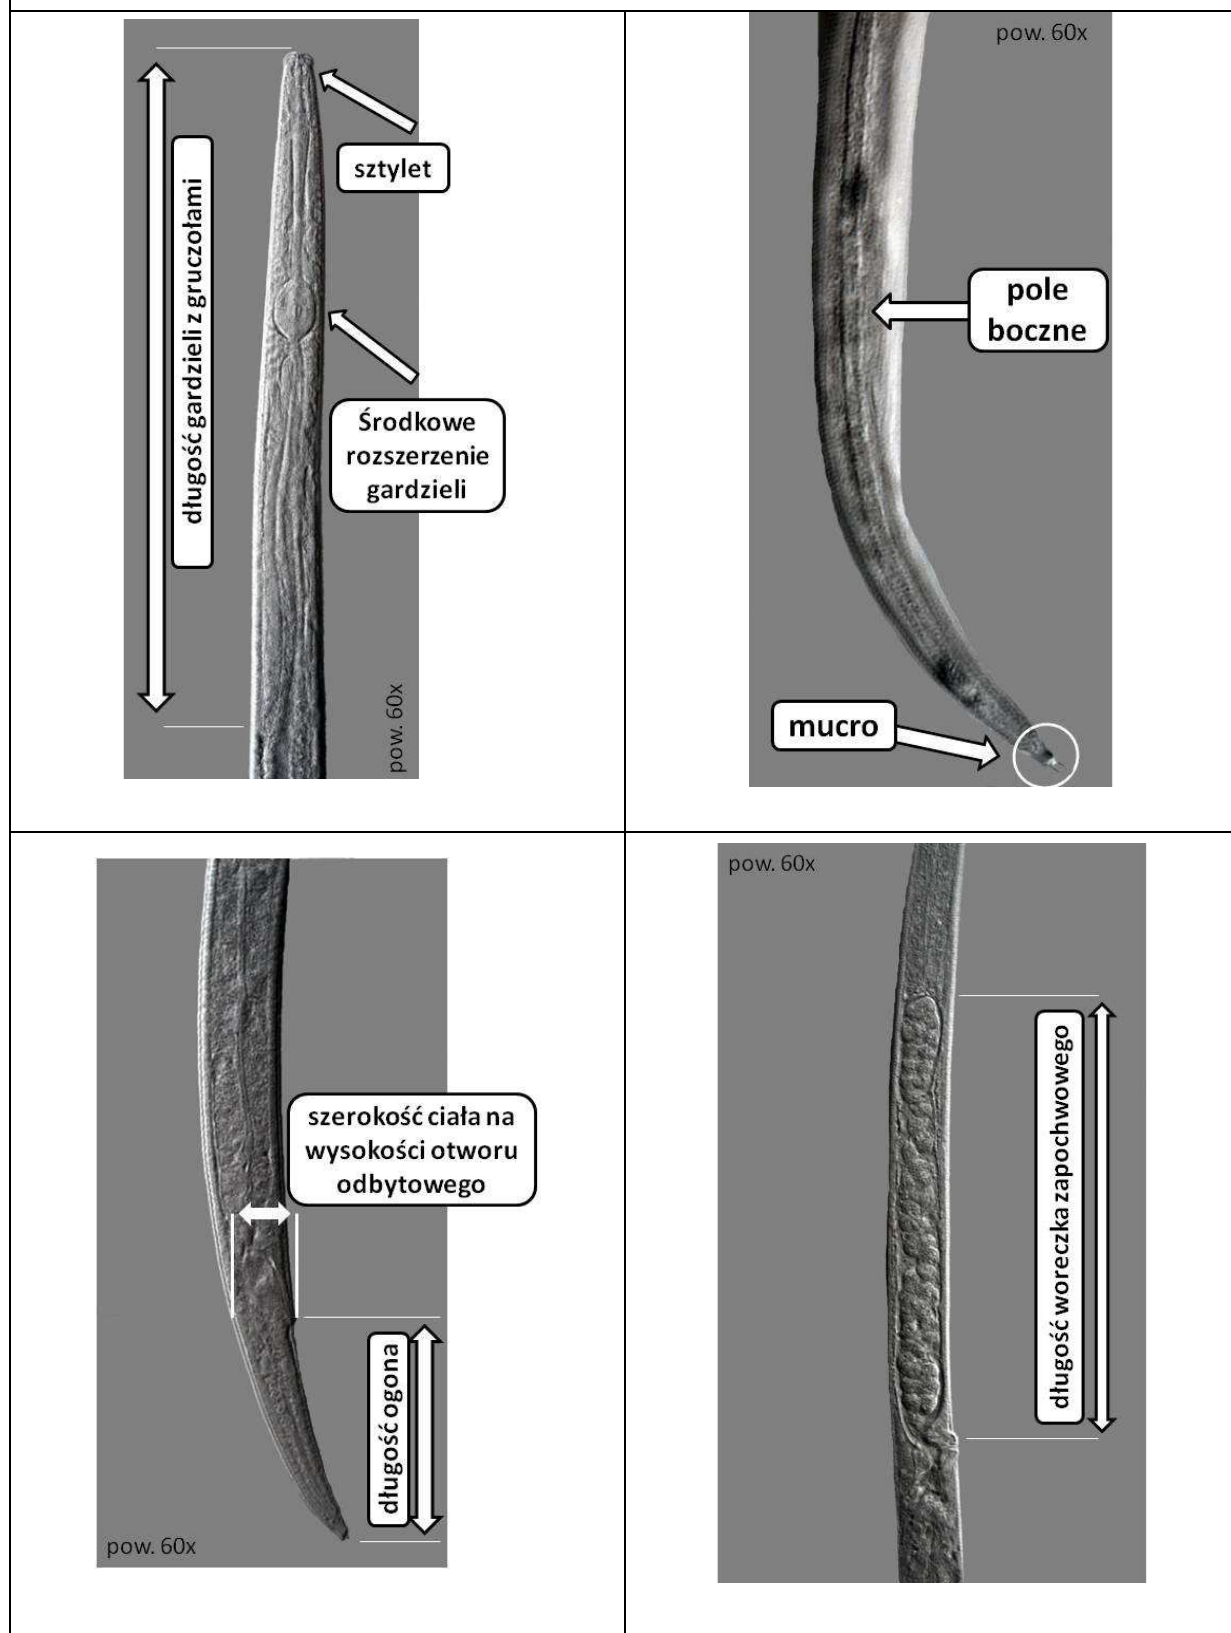 długość gardzieli z gruczołami
sztylet
Środkowe
rozszerzenie
gardzieli
pow. 60x
pow. 60x
pole
boczne
mucro
szerokość ciała na
wysokości otworu
odbytowego
długość ogona
pow. 60x
pow. 60x
długość woreczka zapochwowego